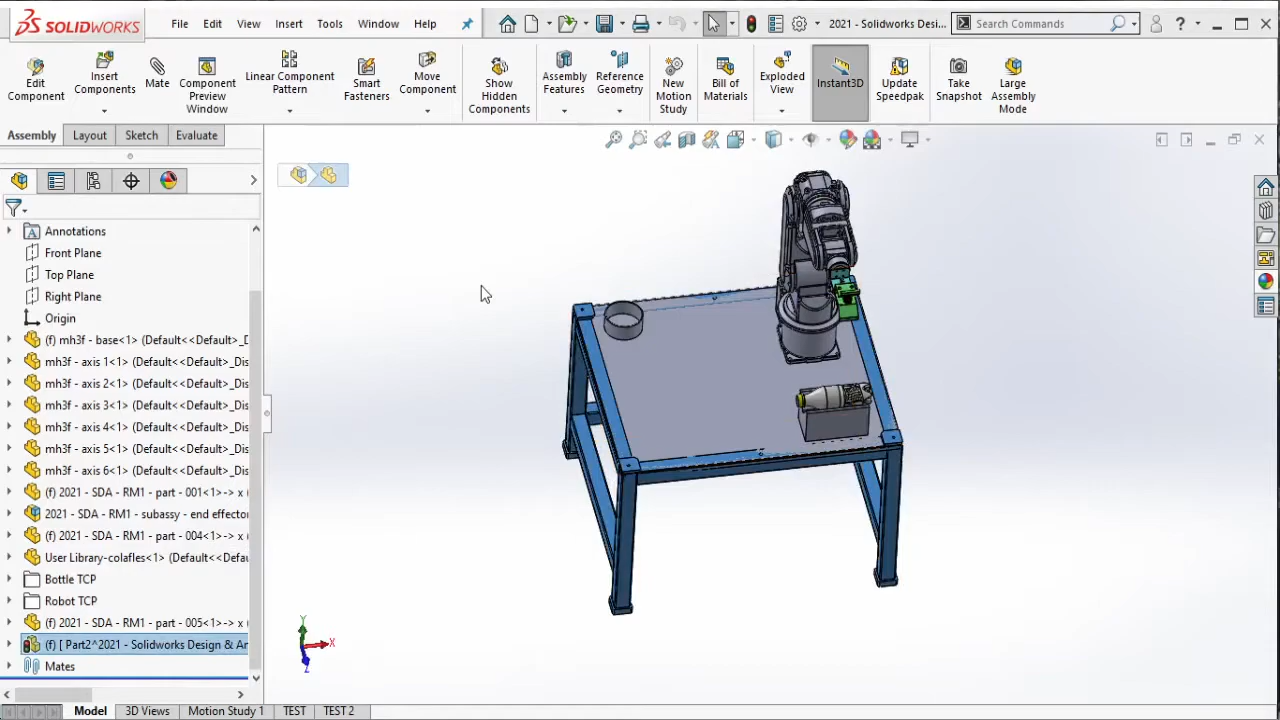 SOLIDWORKS File Edit View Insert Tools Window Help 2021 - Solidworks Desi... Search Commands ?
Edit Component
Insert Components
Mate
Component Preview Window
Linear Component Pattern
Smart Fasteners
Move Component
Show Hidden Components
Assembly Features
Reference Geometry
New Motion Study
Bill of Materials
Exploded View
Instant3D
Update Speedpak
Take Snapshot
Large Assembly Mode
Assembly Layout Sketch Evaluate
Annotations
Front Plane
Top Plane
Right Plane
Origin
(f) mh3f - base<1> (Default<<Default>_D
mh3f - axis 1<1> (Default<<Default>_Dis
mh3f - axis 2<1> (Default<<Default>_Dis
mh3f - axis 3<1> (Default<<Default>_Dis
mh3f - axis 4<1> (Default<<Default>_Dis
mh3f - axis 5<1> (Default<<Default>_Dis
mh3f - axis 6<1> (Default<<Default>_Dis
(f) 2021 - SDA - RM1 - part - 001<1>-> x (
2021 - SDA - RM1 - subassy - end effector
(f) 2021 - SDA - RM1 - part - 004<1>-> x (
User Library-colafles<1> (Default<<Defau
Bottle TCP
Robot TCP
(f) 2021 - SDA - RM1 - part - 005<1>-> x (
(f) [ Part2^2021 - Solidworks Design & An
Mates
Y
X
Z
Model 3D Views Motion Study 1 TEST TEST 2